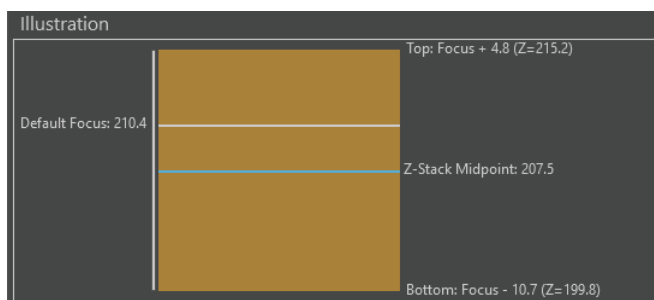 Illustration
Top: Focus + 4.8 (Z=215.2)
Default Focus: 210.4
Z-Stack Midpoint: 207.5
Bottom: Focus - 10.7 (Z=199.8)